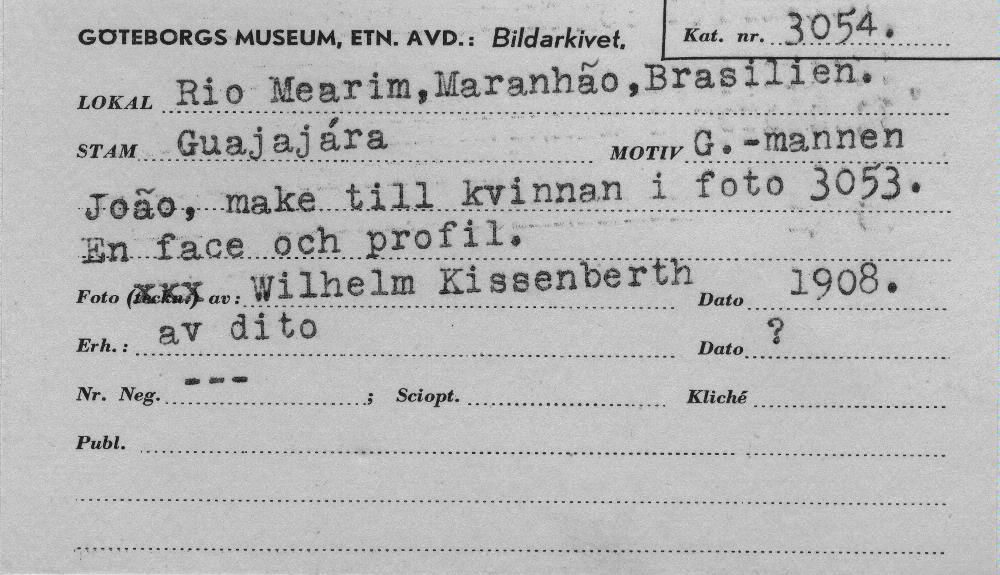 GÖTEBORGS MUSEUM, ETN. AVD.: Bildarkivet. Kat. nr. 3054.
LOKAL Rio Mearim,Maranhão,Brasilien.
STAM Guajajára MOTIV G.-mannen
João, make till kvinnan i foto 3053.
En face och profil.
Foto (teckn.) av: Wilhelm Kissenberth Dato 1908.
Erh.: av dito Dato ?
Nr. Neg. --- ; Sciopt. Kliché
Publ.